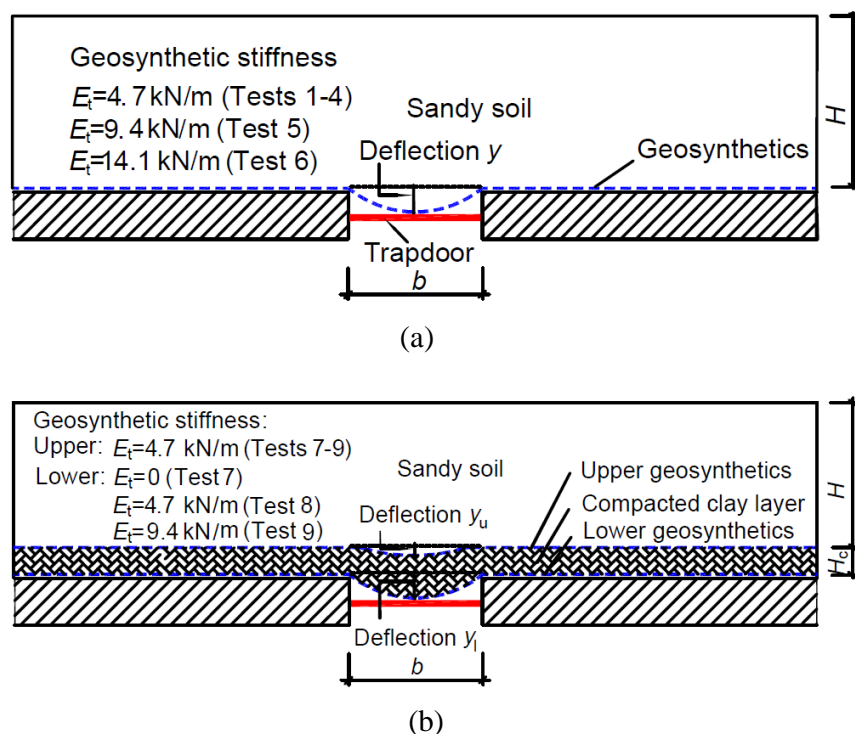 Geosynthetic stiffness
Et=4.7 kN/m (Tests 1-4)
Et=9.4 kN/m (Test 5)
Et=14.1 kN/m (Test 6)
Sandy soil
Deflection y
Geosynthetics
H
Trapdoor
b
(a)
Geosynthetic stiffness:
Upper: Et=4.7 kN/m (Tests 7-9)
Lower: Et=0 (Test 7)
Et=4.7 kN/m (Test 8)
Et=9.4 kN/m (Test 9)
Sandy soil
Deflection yu
Upper geosynthetics
Compacted clay layer
Lower geosynthetics
H
Hc
Deflection yl
b
(b)